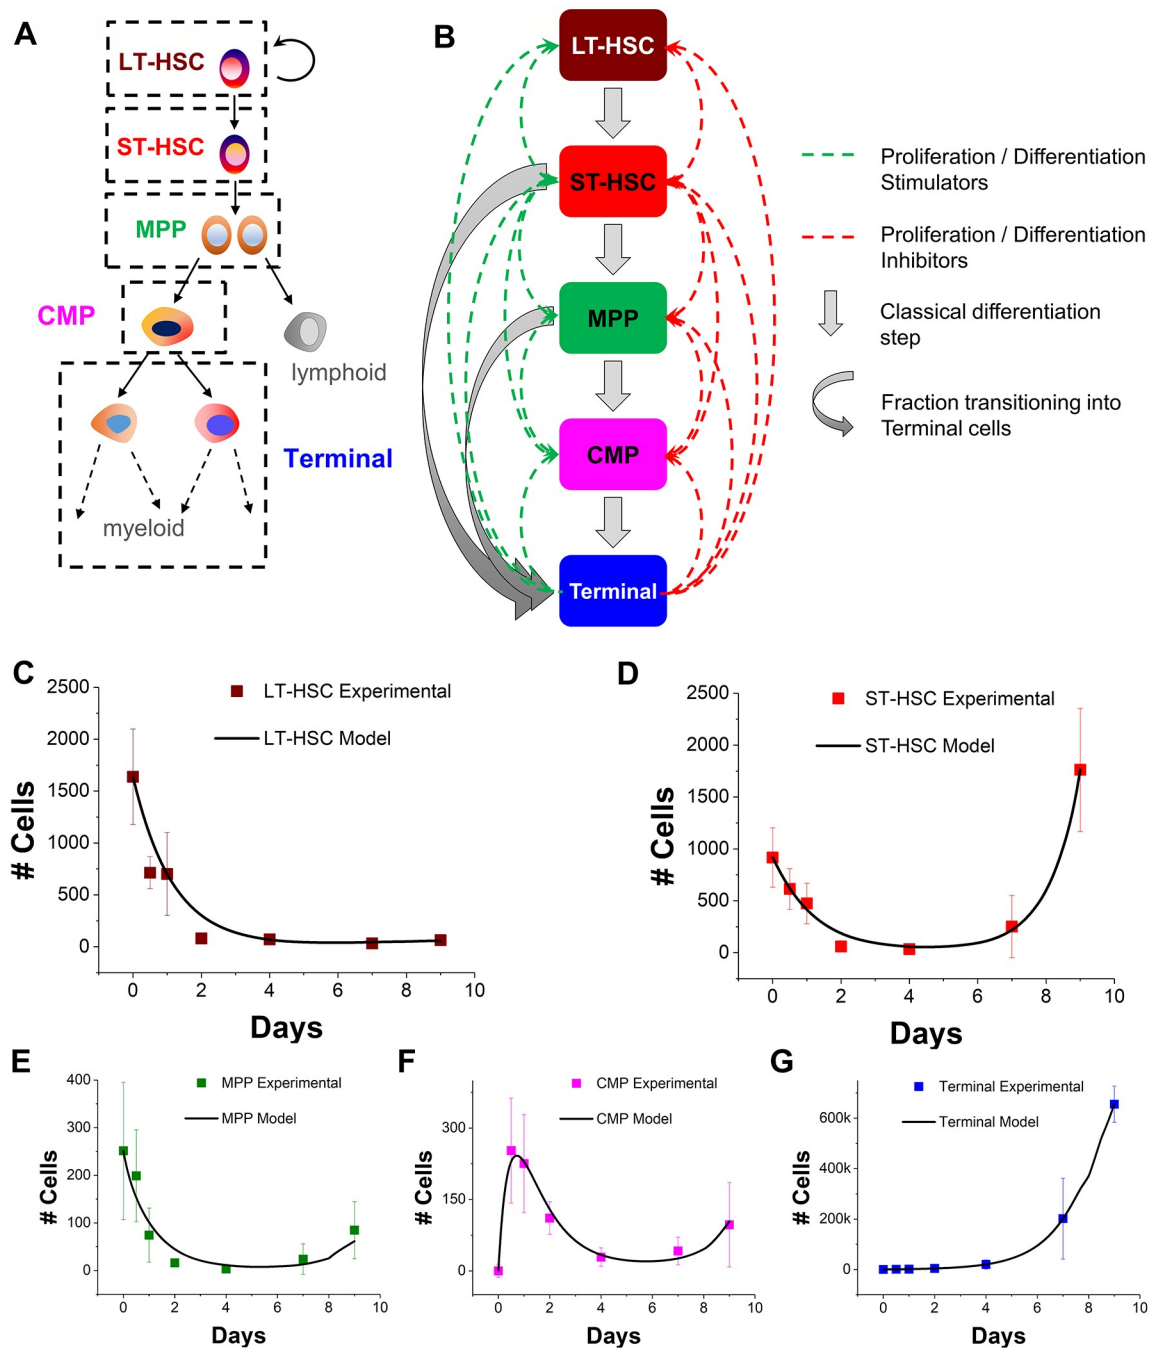 A
LT-HSC
ST-HSC
MPP
CMP
lymphoid
Terminal
myeloid
B
LT-HSC
ST-HSC
MPP
CMP
Terminal
Proliferation / Differentiation
Stimulators
Proliferation / Differentiation
Inhibitors
Classical differentiation
step
Fraction transitioning into
Terminal cells
C
2500
2000
1500
1000
500
0
# Cells
LT-HSC Experimental
LT-HSC Model
0 2 4 6 8 10
Days
D
2500
2000
1500
1000
500
0
# Cells
ST-HSC Experimental
ST-HSC Model
0 2 4 6 8 10
Days
E
400
300
200
100
0
# Cells
MPP Experimental
MPP Model
0 2 4 6 8 10
Days
F
300
150
0
# Cells
CMP Experimental
CMP Model
0 2 4 6 8 10
Days
G
600k
400k
200k
0
# Cells
Terminal Experimental
Terminal Model
0 2 4 6 8 10
Days